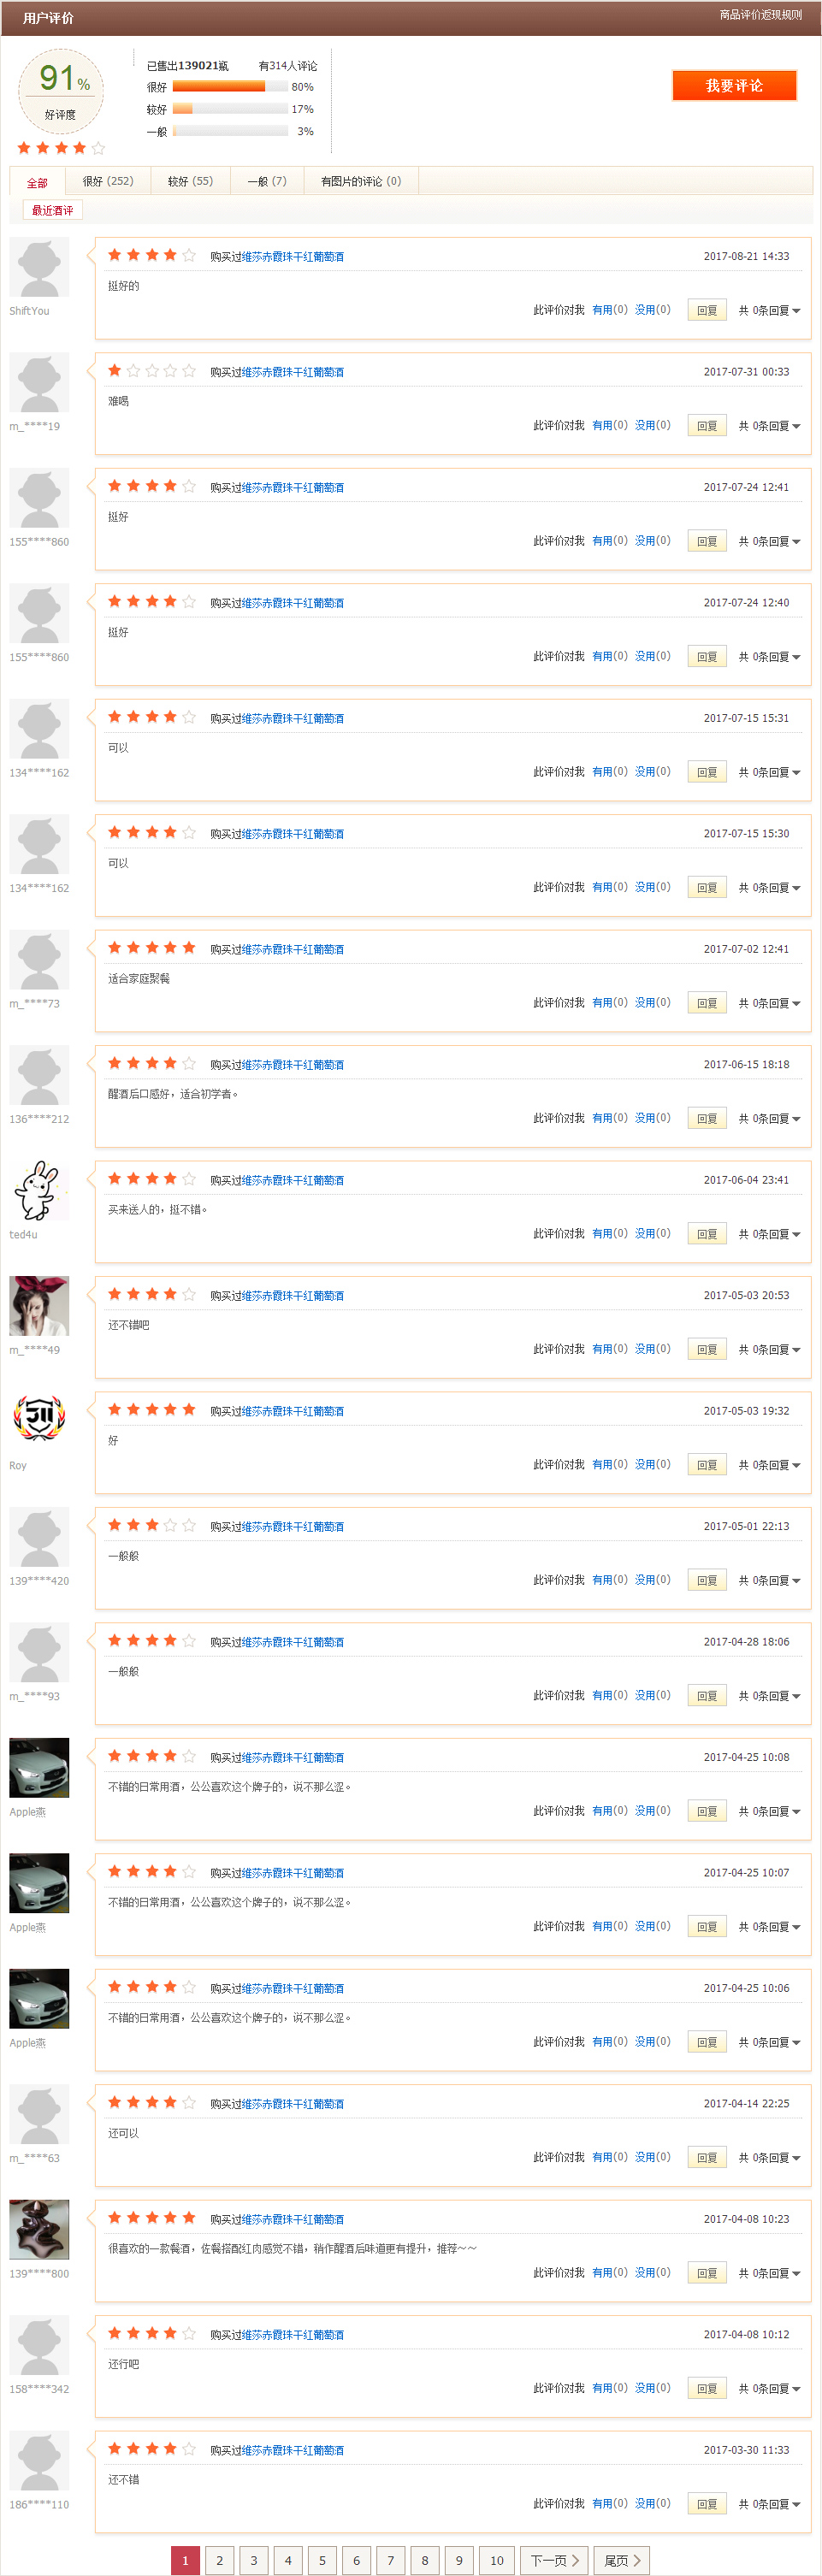 用户评价
商品评价返现规则
91%
好评度
已售出139021瓶 有314人评论
很好 80%
较好 17%
一般 3%
我要评论
全部 很好 (252) 较好 (55) 一般 (7) 有图片的评论 (0)
最近酒评
购买过维莎赤霞珠干红葡萄酒 2017-08-21 14:33
挺好的
ShiftYou
此评价对我 有用(0) 没用(0) 回复 共 0条回复
购买过维莎赤霞珠干红葡萄酒 2017-07-31 00:33
难喝
m_****19
此评价对我 有用(0) 没用(0) 回复 共 0条回复
购买过维莎赤霞珠干红葡萄酒 2017-07-24 12:41
挺好
155****860
此评价对我 有用(0) 没用(0) 回复 共 0条回复
购买过维莎赤霞珠干红葡萄酒 2017-07-24 12:40
挺好
155****860
此评价对我 有用(0) 没用(0) 回复 共 0条回复
购买过维莎赤霞珠干红葡萄酒 2017-07-15 15:31
可以
134****162
此评价对我 有用(0) 没用(0) 回复 共 0条回复
购买过维莎赤霞珠干红葡萄酒 2017-07-15 15:30
可以
134****162
此评价对我 有用(0) 没用(0) 回复 共 0条回复
购买过维莎赤霞珠干红葡萄酒 2017-07-02 12:41
适合家庭聚餐
m_****73
此评价对我 有用(0) 没用(0) 回复 共 0条回复
购买过维莎赤霞珠干红葡萄酒 2017-06-15 18:18
醒酒后口感好，适合初学者。
136****212
此评价对我 有用(0) 没用(0) 回复 共 0条回复
购买过维莎赤霞珠干红葡萄酒 2017-06-04 23:41
买来送人的，挺不错。
ted4u
此评价对我 有用(0) 没用(0) 回复 共 0条回复
购买过维莎赤霞珠干红葡萄酒 2017-05-03 20:53
还不错吧
m_****49
此评价对我 有用(0) 没用(0) 回复 共 0条回复
购买过维莎赤霞珠干红葡萄酒 2017-05-03 19:32
好
Roy
此评价对我 有用(0) 没用(0) 回复 共 0条回复
购买过维莎赤霞珠干红葡萄酒 2017-05-01 22:13
一般般
139****420
此评价对我 有用(0) 没用(0) 回复 共 0条回复
购买过维莎赤霞珠干红葡萄酒 2017-04-28 18:06
一般般
m_****93
此评价对我 有用(0) 没用(0) 回复 共 0条回复
购买过维莎赤霞珠干红葡萄酒 2017-04-25 10:08
不错的日常用酒，公公喜欢这个牌子的，说不那么涩。
Apple燕
此评价对我 有用(0) 没用(0) 回复 共 0条回复
购买过维莎赤霞珠干红葡萄酒 2017-04-25 10:07
不错的日常用酒，公公喜欢这个牌子的，说不那么涩。
Apple燕
此评价对我 有用(0) 没用(0) 回复 共 0条回复
购买过维莎赤霞珠干红葡萄酒 2017-04-25 10:06
不错的日常用酒，公公喜欢这个牌子的，说不那么涩。
Apple燕
此评价对我 有用(0) 没用(0) 回复 共 0条回复
购买过维莎赤霞珠干红葡萄酒 2017-04-14 22:25
还可以
m_****63
此评价对我 有用(0) 没用(0) 回复 共 0条回复
购买过维莎赤霞珠干红葡萄酒 2017-04-08 10:23
很喜欢的一款餐酒，佐餐搭配红肉感觉不错，稍作醒酒后味道更有提升，推荐~~
139****800
此评价对我 有用(0) 没用(0) 回复 共 0条回复
购买过维莎赤霞珠干红葡萄酒 2017-04-08 10:12
还行吧
158****342
此评价对我 有用(0) 没用(0) 回复 共 0条回复
购买过维莎赤霞珠干红葡萄酒 2017-03-30 11:33
还不错
186****110
此评价对我 有用(0) 没用(0) 回复 共 0条回复
1 2 3 4 5 6 7 8 9 10 下一页 尾页